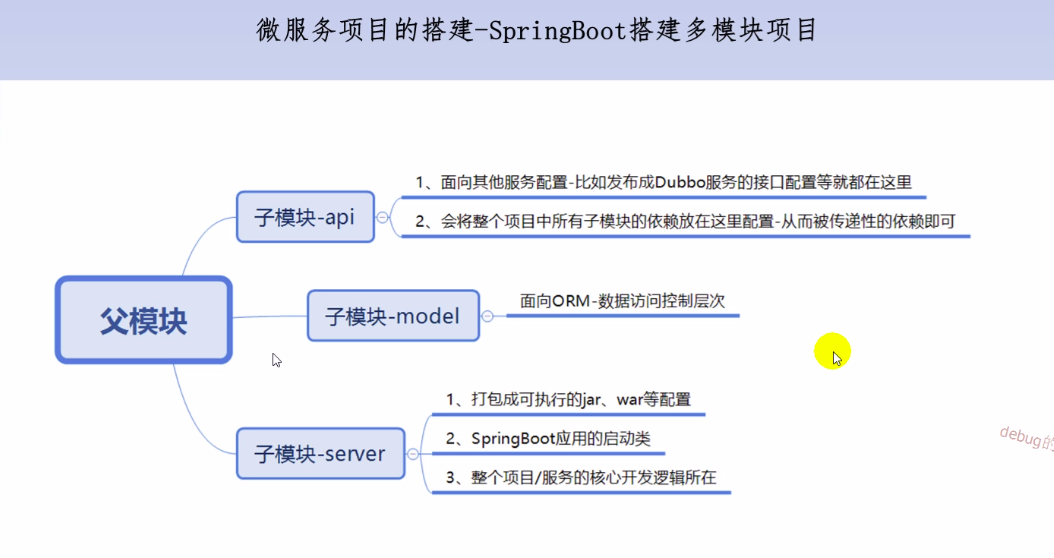 微服务项目的搭建-SpringBoot搭建多模块项目
1、面向其他服务配置-比如发布成Dubbo服务的接口配置等就都在这里
子模块-api
2、会将整个项目中所有子模块的依赖放在这里配置-从而被传递性的依赖即可
父模块
子模块-model
面向ORM-数据访问控制层次
1、打包成可执行的jar、war等配置
2、SpringBoot应用的启动类
子模块-server
3、整个项目/服务的核心开发逻辑所在
debug的